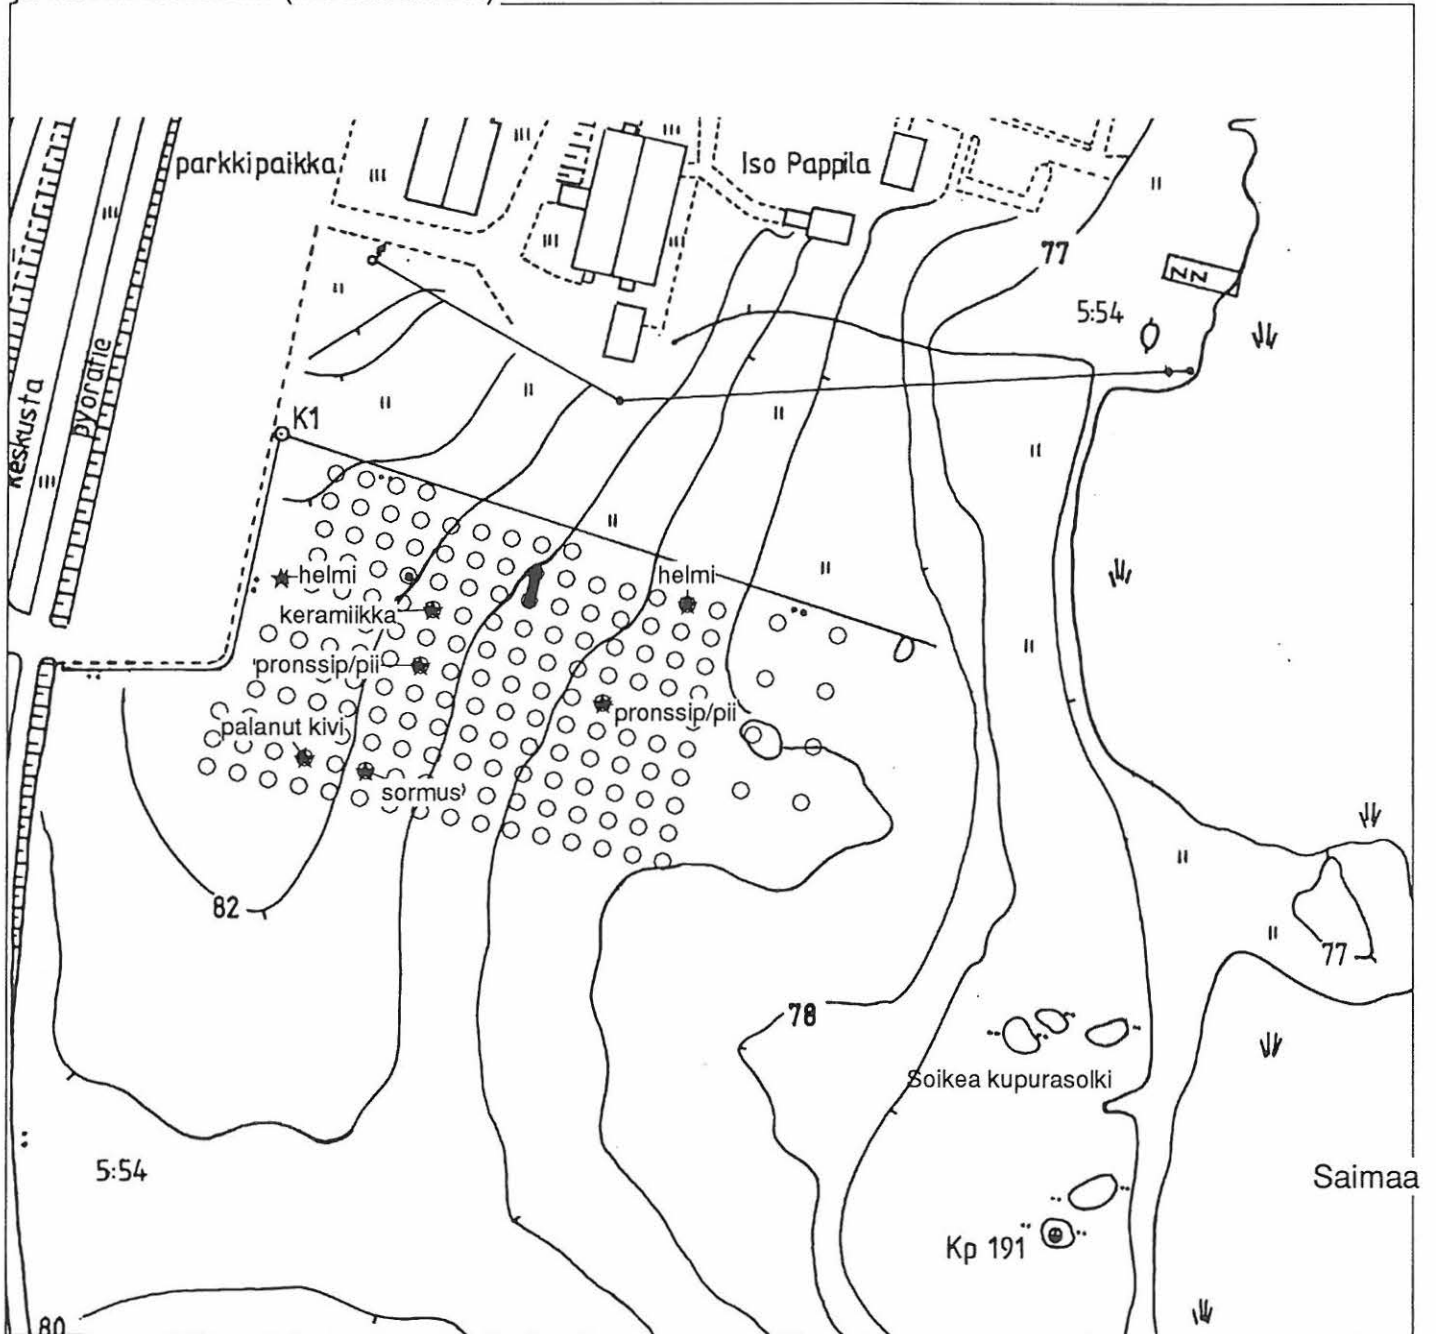 parkkipaikka
Iso Pappila
77
5:54
Keskusta
pyörätie
K1
helmi
helmi
keramiikka
pronssip/pii
pronssip/pii
palanut kivi
sormus
82
77
78
Soikea kupurasolki
5:54
Saimaa
Kp 191
80